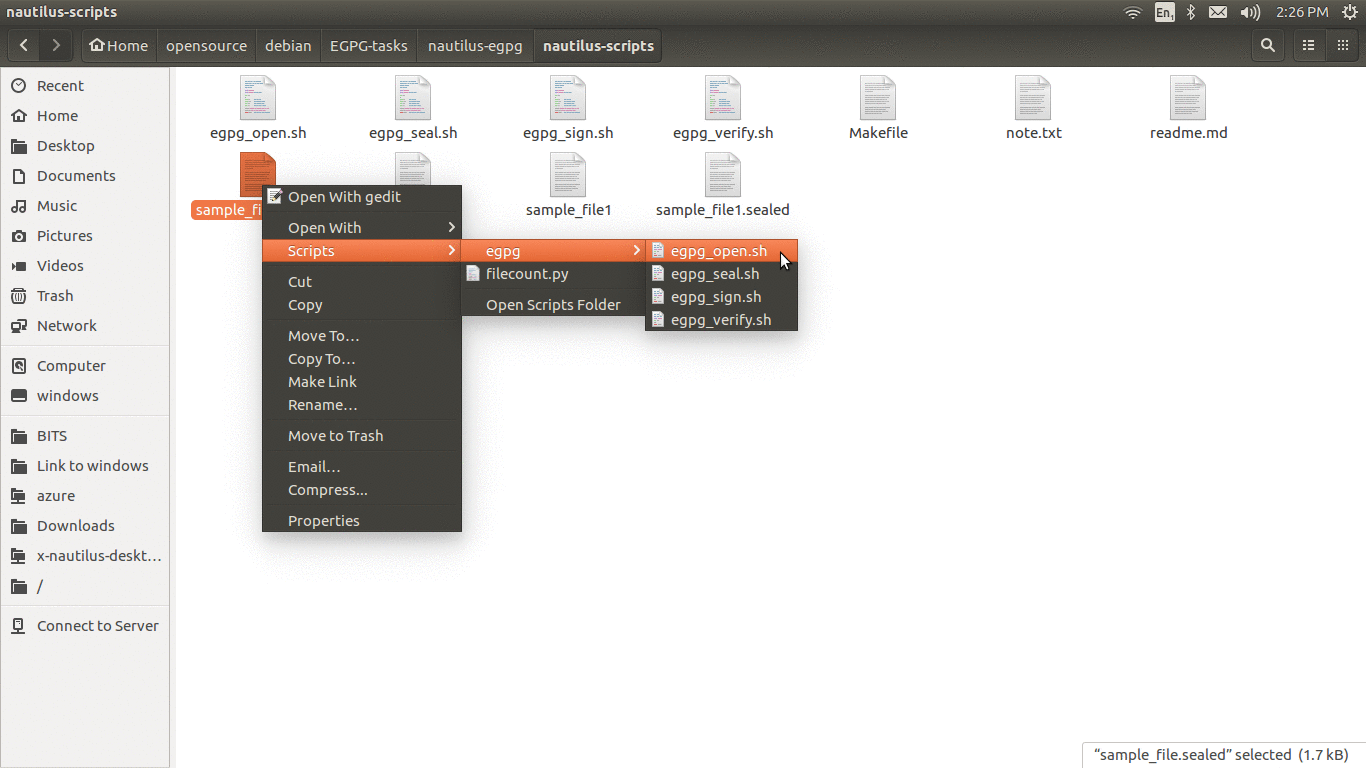 nautilus-scripts
En1
2:26 PM
Home
opensource
debian
EGPG-tasks
nautilus-egpg
nautilus-scripts
Recent
Home
Desktop
Documents
Music
Pictures
Videos
Trash
Network
Computer
windows
BITS
Link to windows
azure
Downloads
x-nautilus-deskt…
/
Connect to Server
egpg_open.sh
egpg_seal.sh
egpg_sign.sh
egpg_verify.sh
Makefile
note.txt
readme.md
sample_fi
sample_file1
sample_file1.sealed
Open With gedit
Open With
Scripts
Cut
Copy
Move To…
Copy To…
Make Link
Rename…
Move to Trash
Email…
Compress...
Properties
egpg
filecount.py
Open Scripts Folder
egpg_open.sh
egpg_seal.sh
egpg_sign.sh
egpg_verify.sh
“sample_file.sealed” selected (1.7 kB)